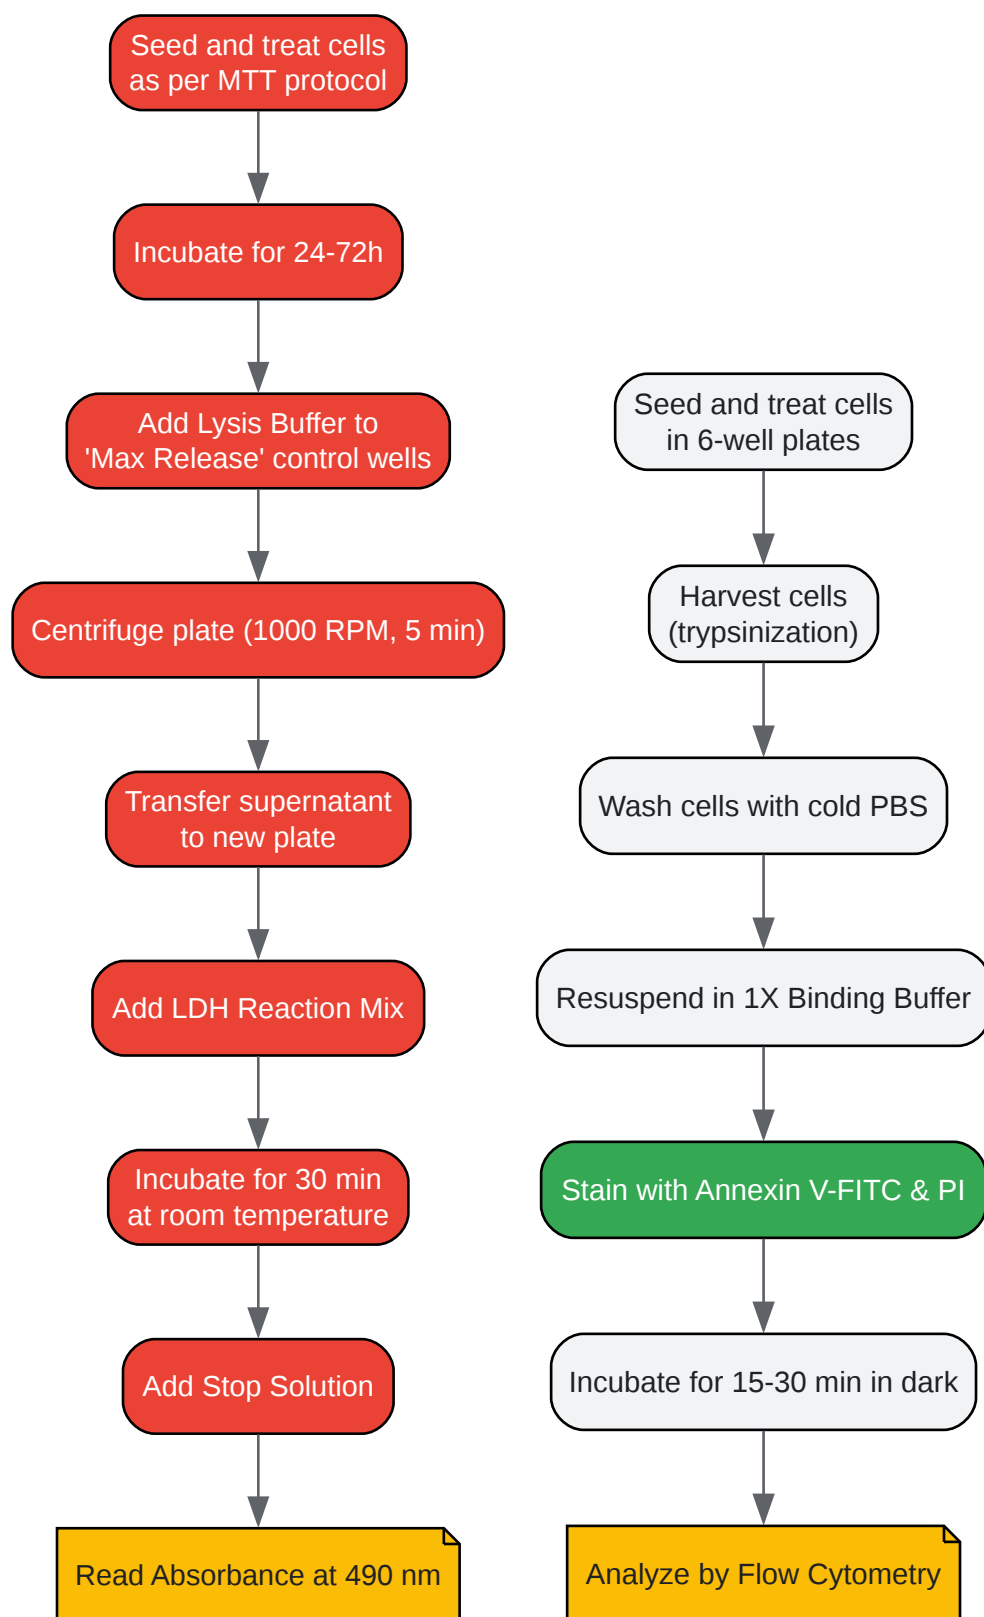 Seed and treat cells
as per MTT protocol
Incubate for 24-72h
Add Lysis Buffer to
'Max Release' control wells
Centrifuge plate (1000 RPM, 5 min)
Transfer supernatant
to new plate
Add LDH Reaction Mix
Incubate for 30 min
at room temperature
Add Stop Solution
Read Absorbance at 490 nm
Seed and treat cells
in 6-well plates
Harvest cells
(trypsinization)
Wash cells with cold PBS
Resuspend in 1X Binding Buffer
Stain with Annexin V-FITC & PI
Incubate for 15-30 min in dark
Analyze by Flow Cytometry